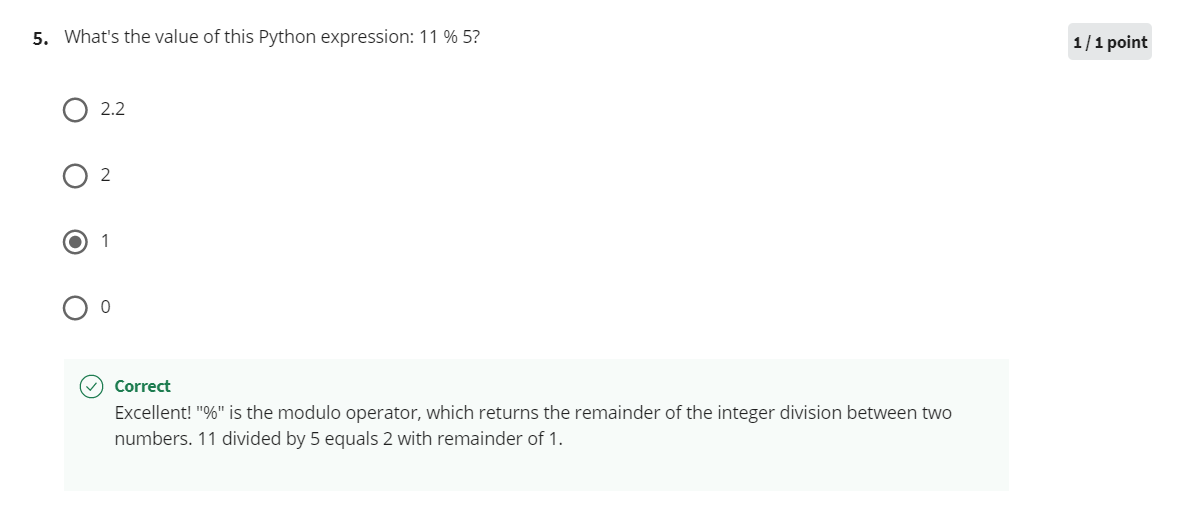 5. What's the value of this Python expression: 11 % 5?
1 / 1 point
2.2
2
1
0
Correct
Excellent! "%" is the modulo operator, which returns the remainder of the integer division between two
numbers. 11 divided by 5 equals 2 with remainder of 1.